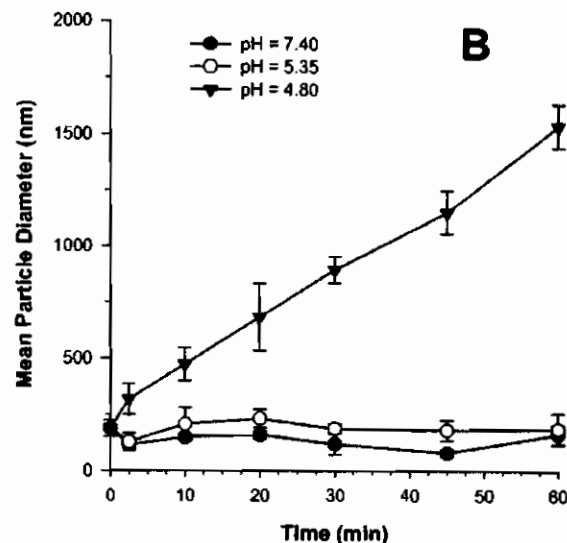 B
pH = 7.40
pH = 5.35
pH = 4.80
Mean Particle Diameter (nm)
2000
1500
1000
500
0
0 10 20 30 40 50 60
Time (min)